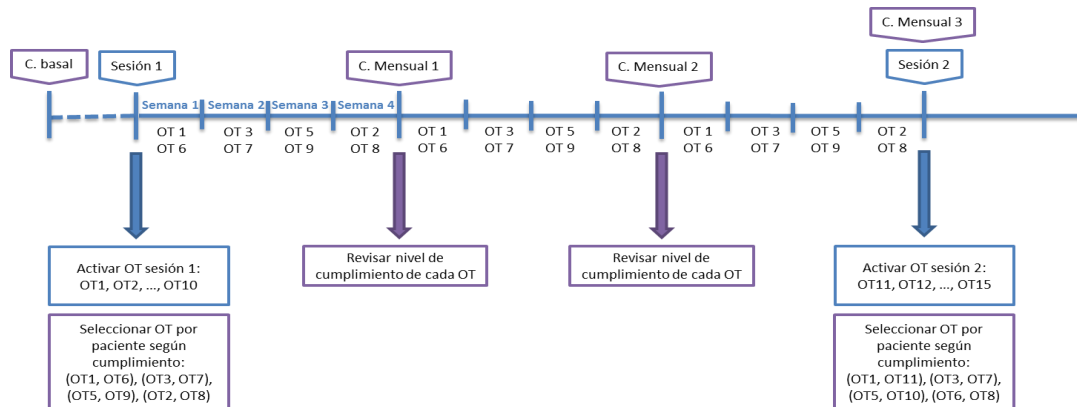 C. Mensual 3
C. basal
Sesión 1
C. Mensual 1
C. Mensual 2
Sesión 2
Semana 1 Semana 2 Semana 3 Semana 4
OT 1 OT 3 OT 5 OT 2 OT 1 OT 3 OT 5 OT 2 OT 1 OT 3 OT 5 OT 2
OT 6 OT 7 OT 9 OT 8 OT 6 OT 7 OT 9 OT 8 OT 6 OT 7 OT 9 OT 8
Activar OT sesión 1:
OT1, OT2, ..., OT10
Revisar nivel de
cumplimiento de cada OT
Revisar nivel de
cumplimiento de cada OT
Activar OT sesión 2:
OT11, OT12, ..., OT15
Seleccionar OT por
paciente según
cumplimiento:
(OT1, OT6), (OT3, OT7),
(OT5, OT9), (OT2, OT8)
Seleccionar OT por
paciente según
cumplimiento:
(OT1, OT11), (OT3, OT7),
(OT5, OT10), (OT6, OT8)